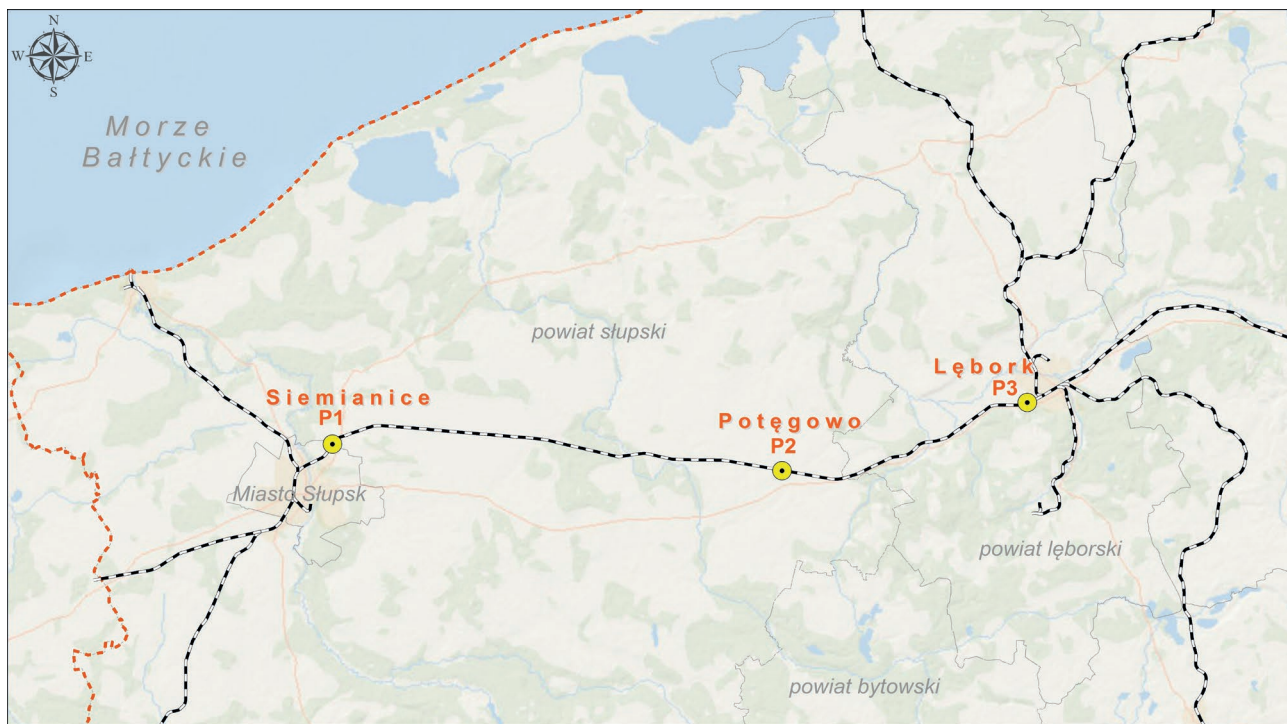 N
W E
S
Morze
Bałtyckie
powiat słupski
Lębork
P3
Siemianice
P1
Potęgowo
P2
Miasto Słupsk
powiat lęborski
powiat bytowski